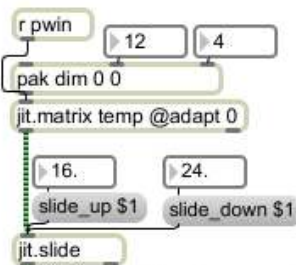 r pwin
12 4
pak dim 0 0
jit.matrix temp @adapt 0
16. 24.
slide_up $1 slide_down $1
jit.slide